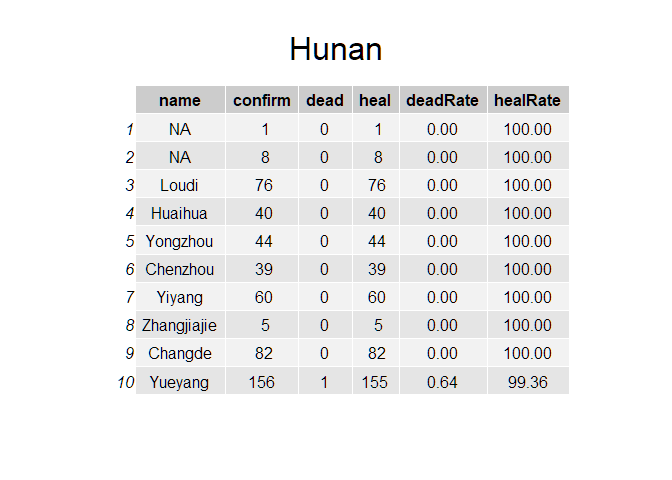 Hunan
name confirm dead heal deadRate healRate
1 NA 1 0 1 0.00 100.00
2 NA 8 0 8 0.00 100.00
3 Loudi 76 0 76 0.00 100.00
4 Huaihua 40 0 40 0.00 100.00
5 Yongzhou 44 0 44 0.00 100.00
6 Chenzhou 39 0 39 0.00 100.00
7 Yiyang 60 0 60 0.00 100.00
8 Zhangjiajie 5 0 5 0.00 100.00
9 Changde 82 0 82 0.00 100.00
10 Yueyang 156 1 155 0.64 99.36